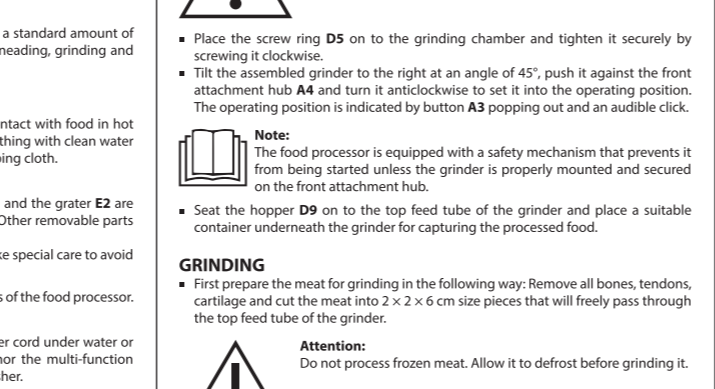 a standard amount of
neading, grinding and
ntact with food in hot
thing with clean water
ing cloth.
and the grater E2 are
Other removable parts
ke special care to avoid
s of the food processor.
er cord under water or
nor the multi-function
her.
▪ Place the screw ring D5 on to the grinding chamber and tighten it securely by
screwing it clockwise.
▪ Tilt the assembled grinder to the right at an angle of 45°, push it against the front
attachment hub A4 and turn it anticlockwise to set it into the operating position.
The operating position is indicated by button A3 popping out and an audible click.
Note:
The food processor is equipped with a safety mechanism that prevents it
from being started unless the grinder is properly mounted and secured
on the front attachment hub.
▪ Seat the hopper D9 on to the top feed tube of the grinder and place a suitable
container underneath the grinder for capturing the processed food.
GRINDING
▪ First prepare the meat for grinding in the following way: Remove all bones, tendons,
cartilage and cut the meat into 2 × 2 × 6 cm size pieces that will freely pass through
the top feed tube of the grinder.
Attention:
Do not process frozen meat. Allow it to defrost before grinding it.